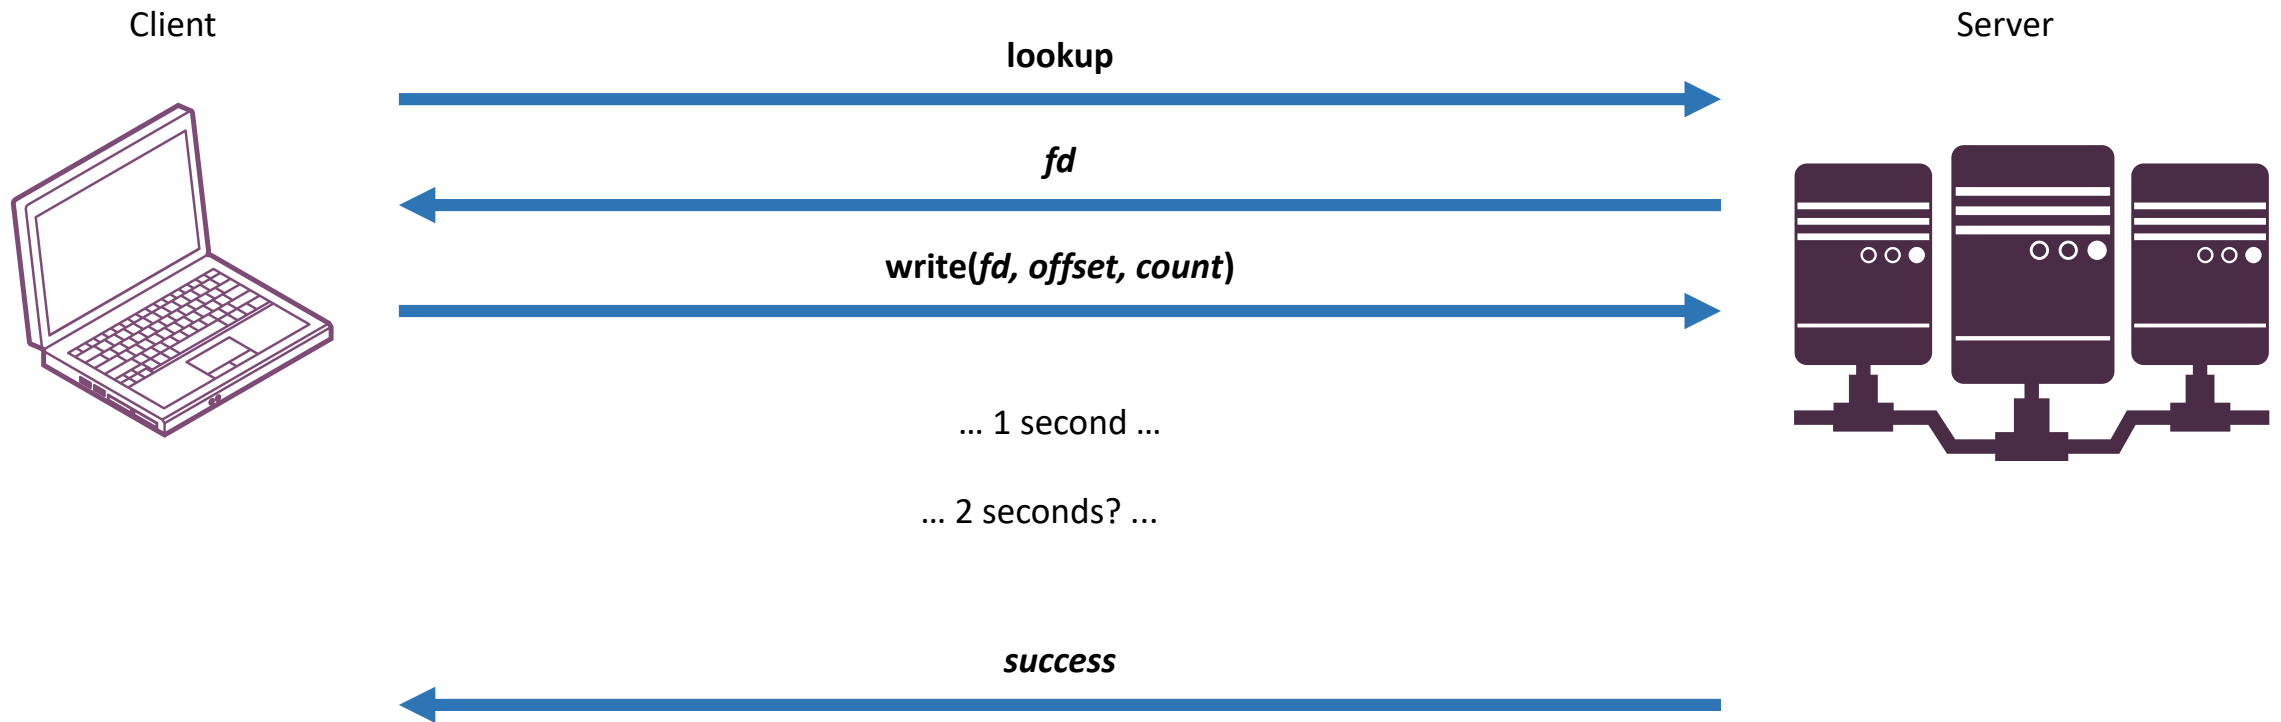 Client
Server
lookup
fd
write(fd, offset, count)
… 1 second …
… 2 seconds? ...
success